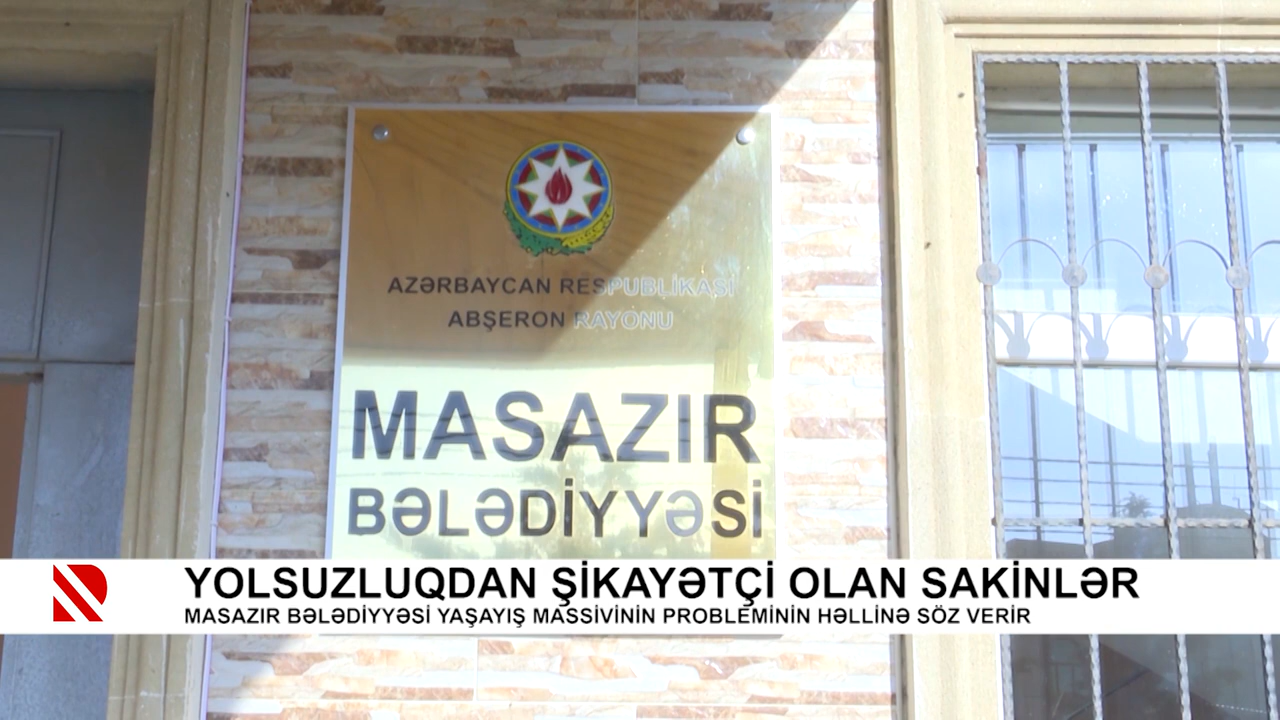 AZƏRBAYCAN RESPUBLİKASI
ABŞERON RAYONU
MASAZIR
BƏLƏDİYYƏSİ
YOLSUZLUQDAN ŞİKAYƏTÇİ OLAN SAKİNLƏR
MASAZIR BƏLƏDİYYƏSİ YAŞAYIŞ MASSİVİNİN PROBLEMİNİN HƏLLİNƏ SÖZ VERİR